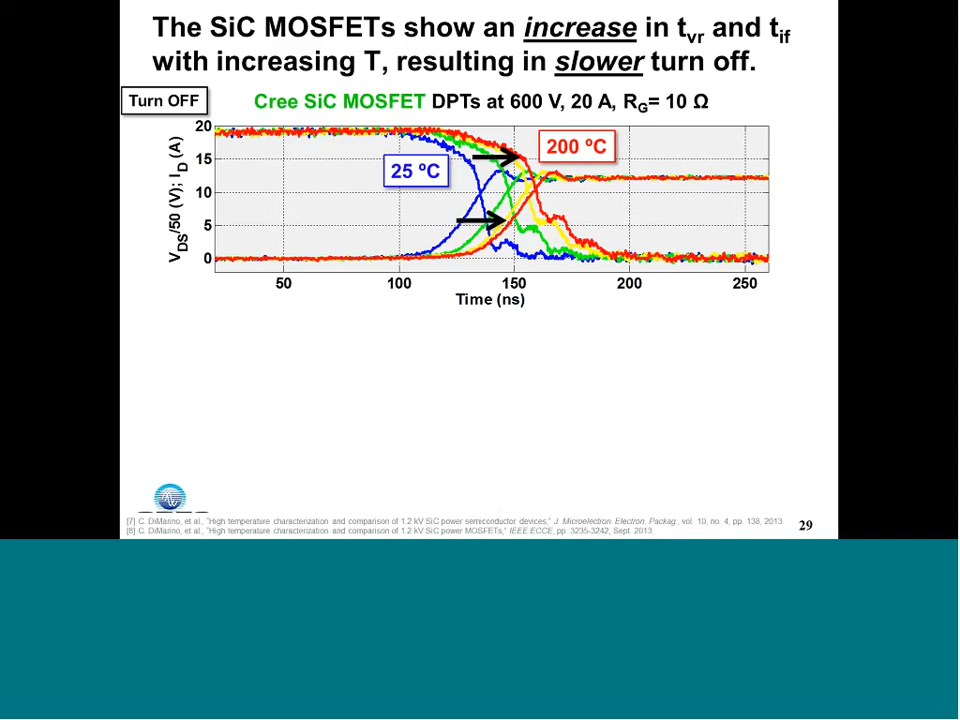 The SiC MOSFETs show an increase in tvr and tif
with increasing T, resulting in slower turn off.
Turn OFF
Cree SiC MOSFET DPTs at 600 V, 20 A, RG= 10 Ω
VDS/50 (V); ID (A)
20
15
10
5
0
25 ºC
200 ºC
50
100
150
200
250
Time (ns)
[7] C. DiMarino, et al., "High temperature characterization and comparison of 1.2 kV SiC power semiconductor devices," J. Microelectron. Electron. Packag., vol. 10, no. 4, pp. 138, 2013.
[8] C. DiMarino, et al., "High temperature characterization and comparison of 1.2 kV SiC power MOSFETs," IEEE ECCE, pp. 3235-3242, Sept. 2013.
29